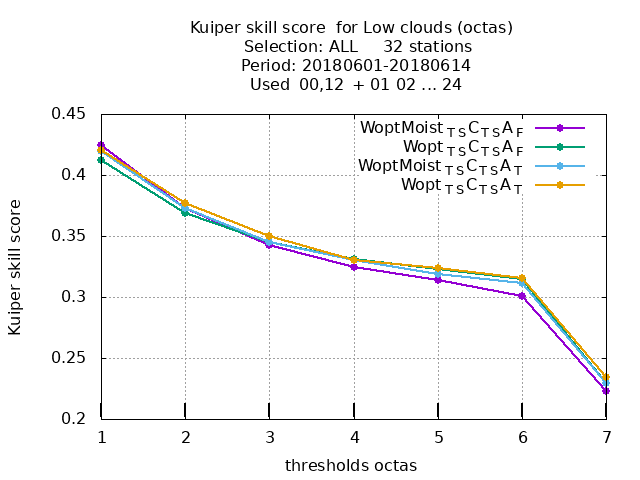 Kuiper skill score  for Low clouds (octas)
Selection: ALL     32 stations
Period: 20180601-20180614
Used  00,12  + 01 02 ... 24
WoptMoist TS C TS A F
Wopt TS C TS A F
WoptMoist TS C TS A T
Wopt TS C TS A T
0.45
0.4
0.35
0.3
0.25
0.2
Kuiper skill score
1 2 3 4 5 6 7
thresholds octas